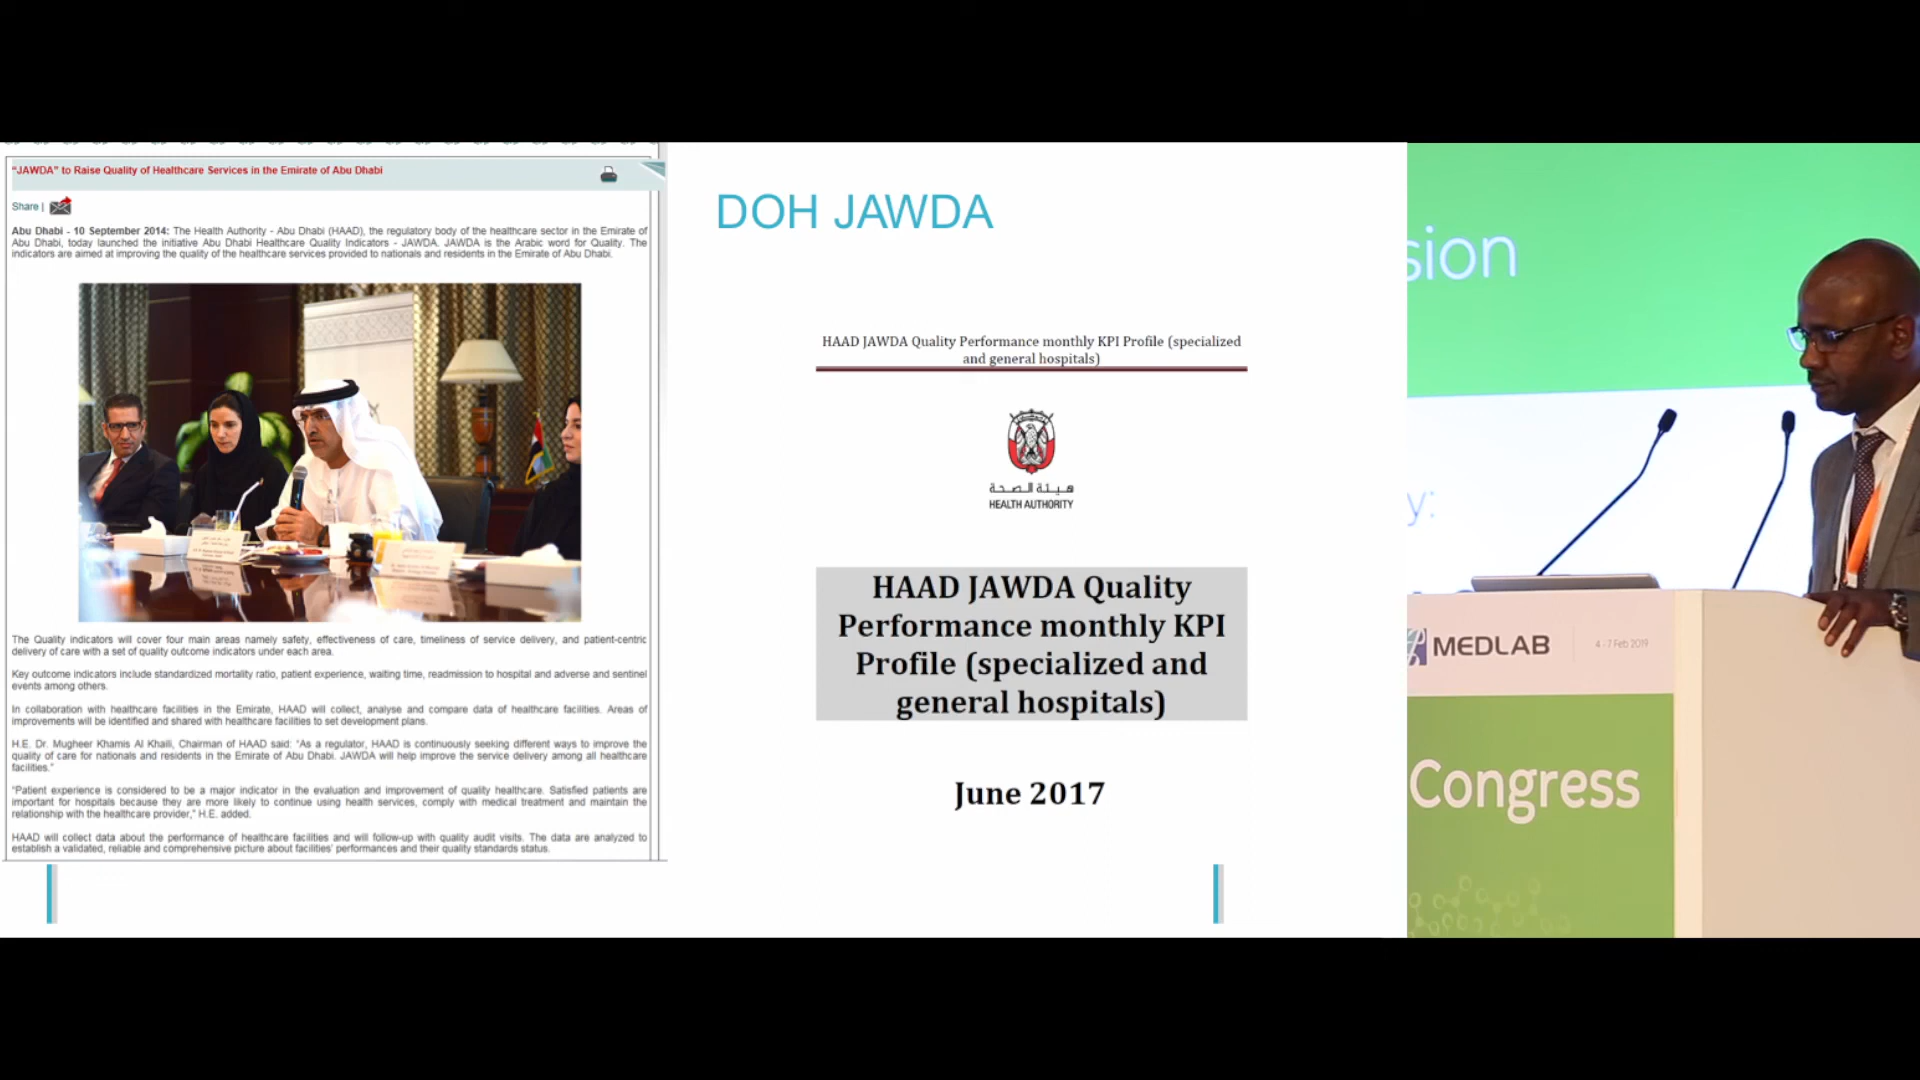 "JAWDA" to Raise Quality of Healthcare Services in the Emirate of Abu Dhabi
Share |
Abu Dhabi - 10 September 2014: The Health Authority - Abu Dhabi (HAAD), the regulatory body of the healthcare sector in the Emirate of
Abu Dhabi, today launched the initiative Abu Dhabi Healthcare Quality Indicators - JAWDA. JAWDA is the Arabic word for Quality. The
indicators are aimed at improving the quality of the healthcare services provided to nationals and residents in the Emirate of Abu Dhabi.
The Quality indicators will cover four main areas namely safety, effectiveness of care, timeliness of service delivery, and patient-centric
delivery of care with a set of quality outcome indicators under each area.
Key outcome indicators include standardized mortality ratio, patient experience, waiting time, readmission to hospital and adverse and sentinel
events among others.
In collaboration with healthcare facilities in the Emirate, HAAD will collect, analyse and compare data of healthcare facilities. Areas of
improvements will be identified and shared with healthcare facilities to set development plans.
H.E. Dr. Mugheer Khamis Al Khaili, Chairman of HAAD said: "As a regulator, HAAD is continuously seeking different ways to improve the
quality of care for nationals and residents in the Emirate of Abu Dhabi. JAWDA will help improve the service delivery among all healthcare
facilities."
"Patient experience is considered to be a major indicator in the evaluation and improvement of quality healthcare. Satisfied patients are
important for hospitals because they are more likely to continue using health services, comply with medical treatment and maintain the
relationship with the healthcare provider," H.E. added.
HAAD will collect data about the performance of healthcare facilities and will follow-up with quality audit visits. The data are analyzed to
establish a validated, reliable and comprehensive picture about facilities' performances and their quality standards status.
DOH JAWDA
HAAD JAWDA Quality Performance monthly KPI Profile (specialized
and general hospitals)
هيئة الصحة
HEALTH AUTHORITY
HAAD JAWDA Quality
Performance monthly KPI
Profile (specialized and
general hospitals)
June 2017
sion
y:
MEDLAB
4 - 7 Feb 2019
Congress